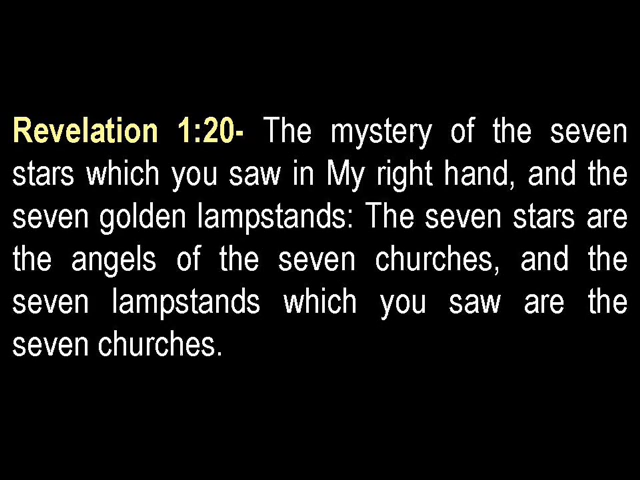 Revelation 1:20- The mystery of the seven
stars which you saw in My right hand, and the
seven golden lampstands: The seven stars are
the angels of the seven churches, and the
seven lampstands which you saw are the
seven churches.